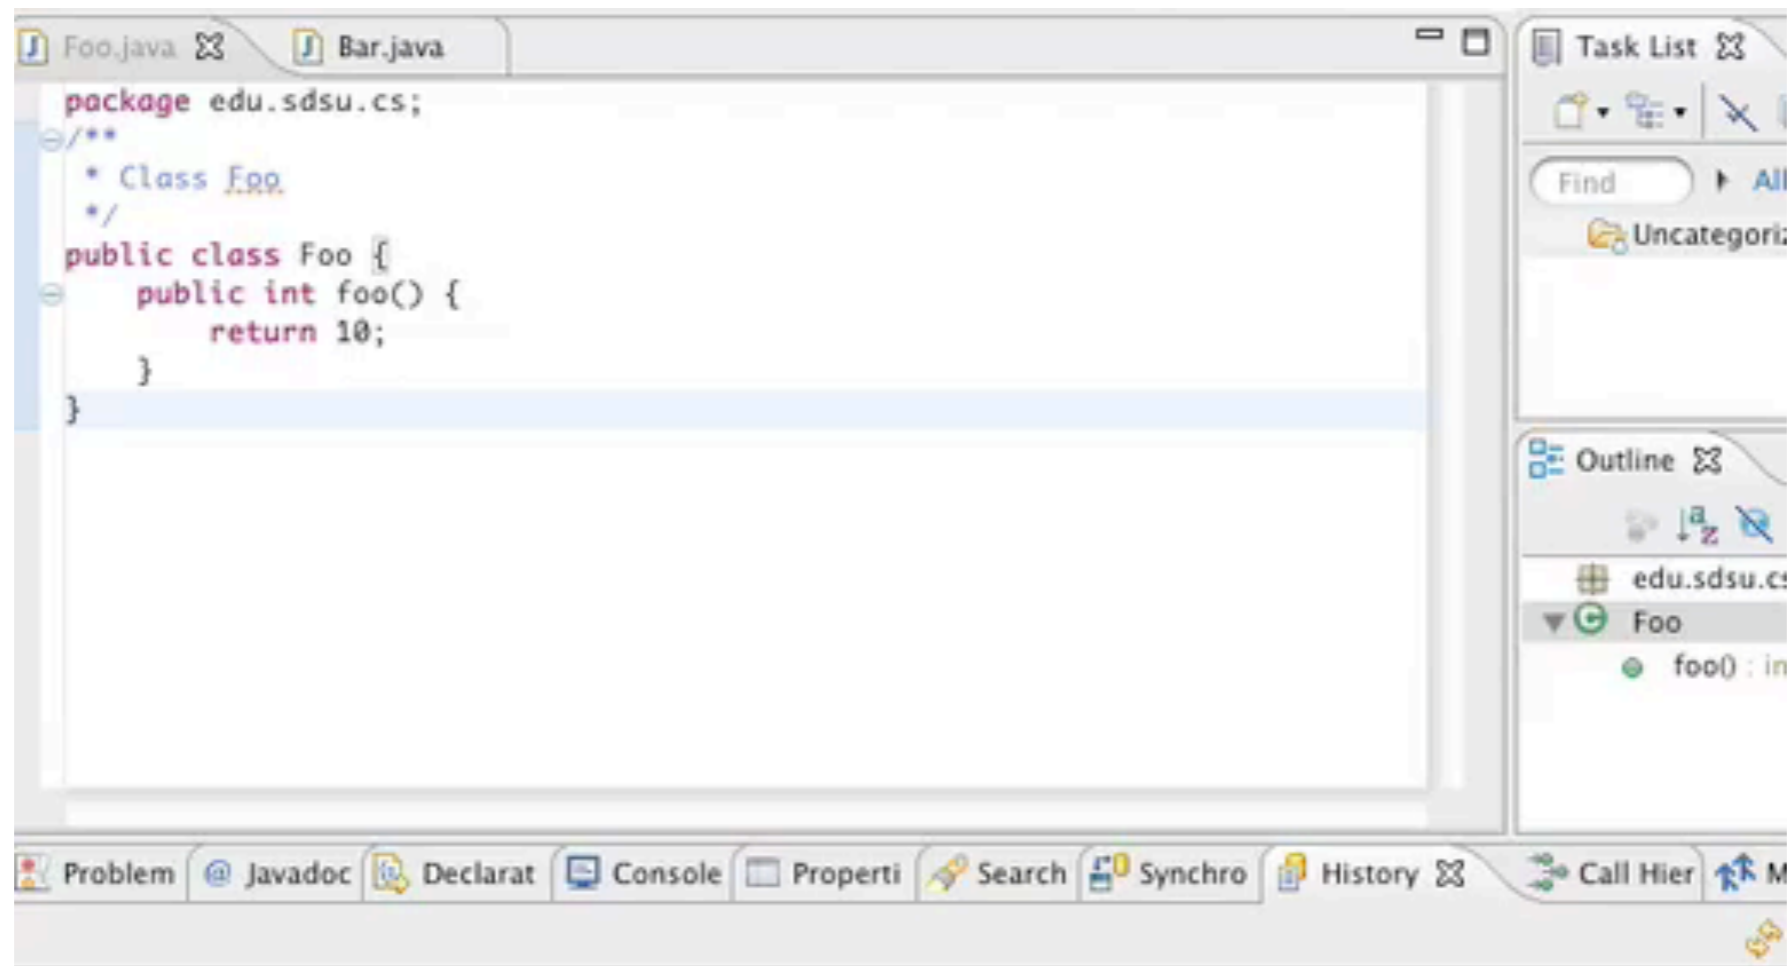 Foo.java
Bar.java
package edu.sdsu.cs;
/**
 * Class Foo
 */
public class Foo {
    public int foo() {
        return 10;
    }
}
Task List
Find
All
Uncategoriz
Outline
edu.sdsu.cs
Foo
foo() : in
Problem
Javadoc
Declarat
Console
Properti
Search
Synchro
History
Call Hier
M